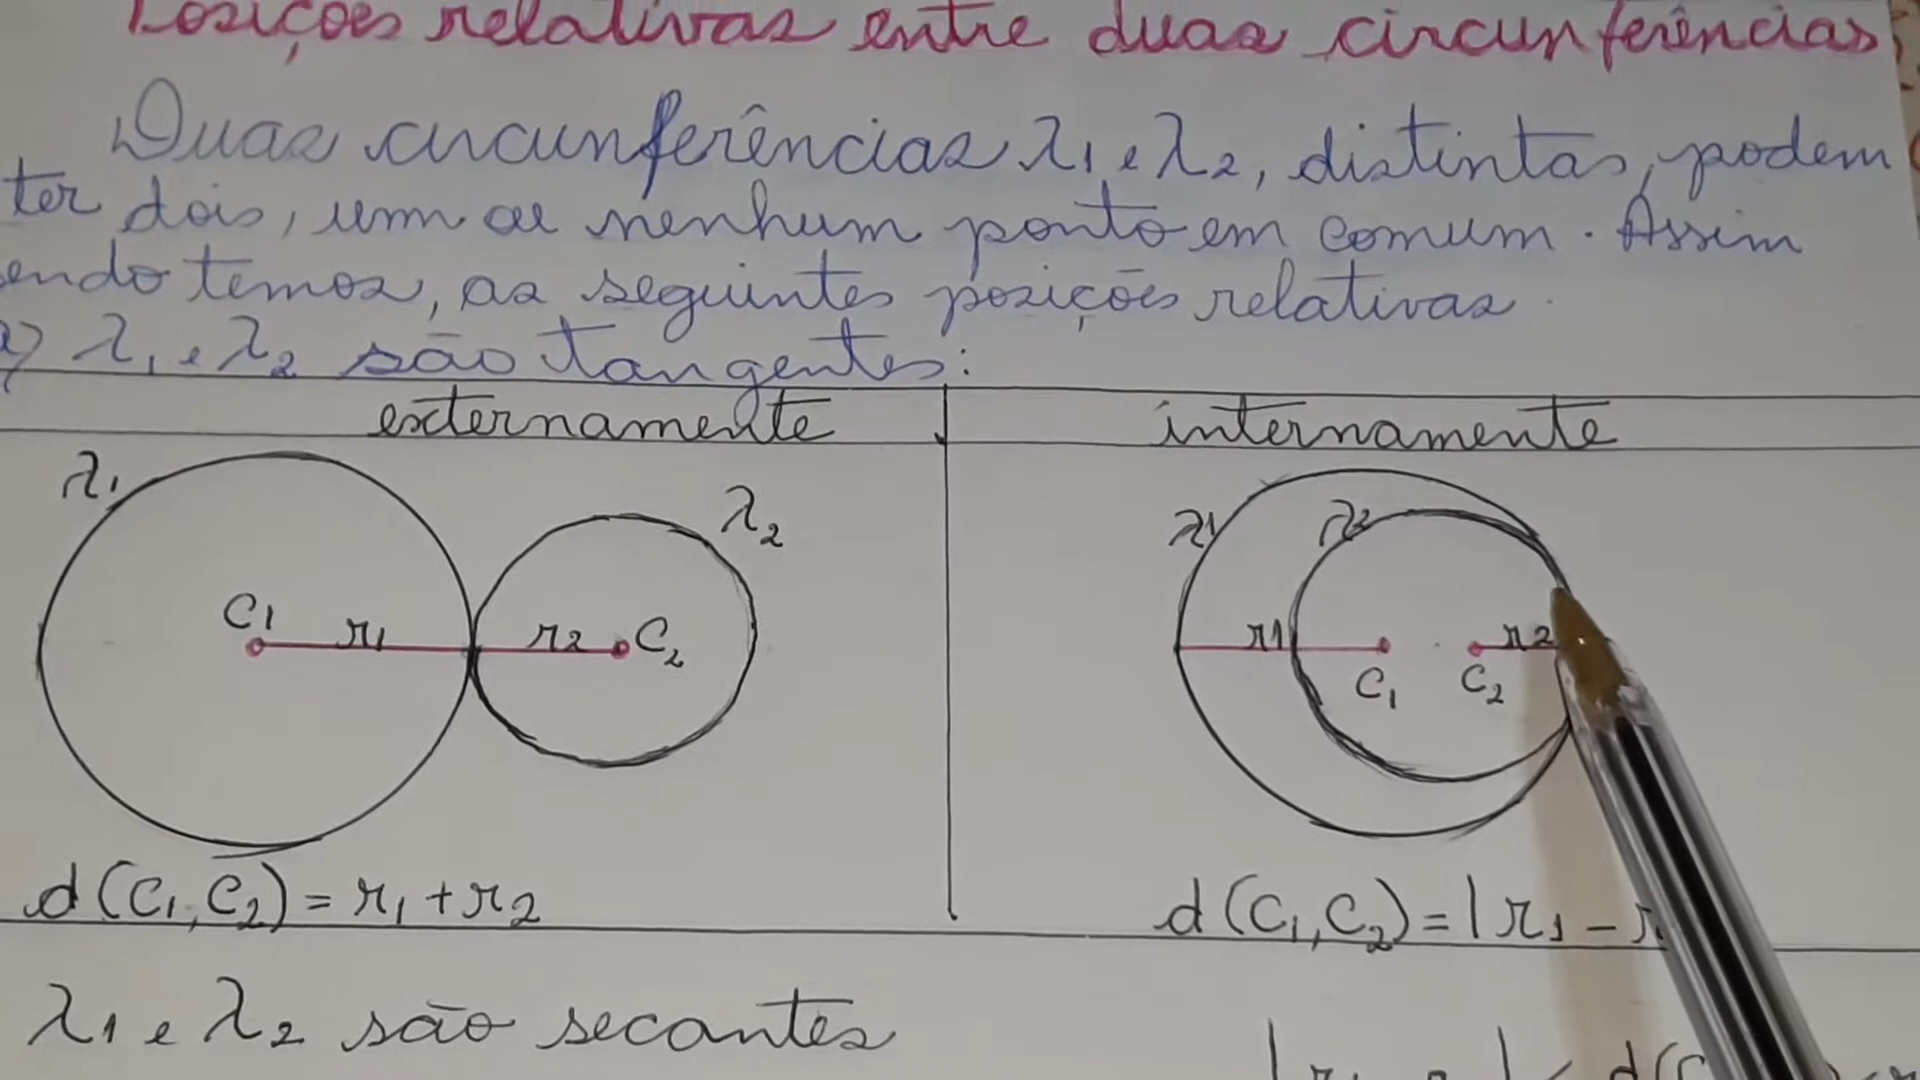 Posições relativas entre duas circunferências
Duas circunferências λ1 e λ2, distintas, podem
ter dois, um ou nenhum ponto em comum. Assim
sendo temos, as seguintes posições relativas.
λ1 e λ2 são tangentes:
externamente
internamente
λ1
λ2
C1
r1
r2
C2
λ1
λ2
r1
C1
C2
r2
d(C1,C2)=r1+r2
d(C1,C2)=|r1-r
λ1 e λ2 são secantes